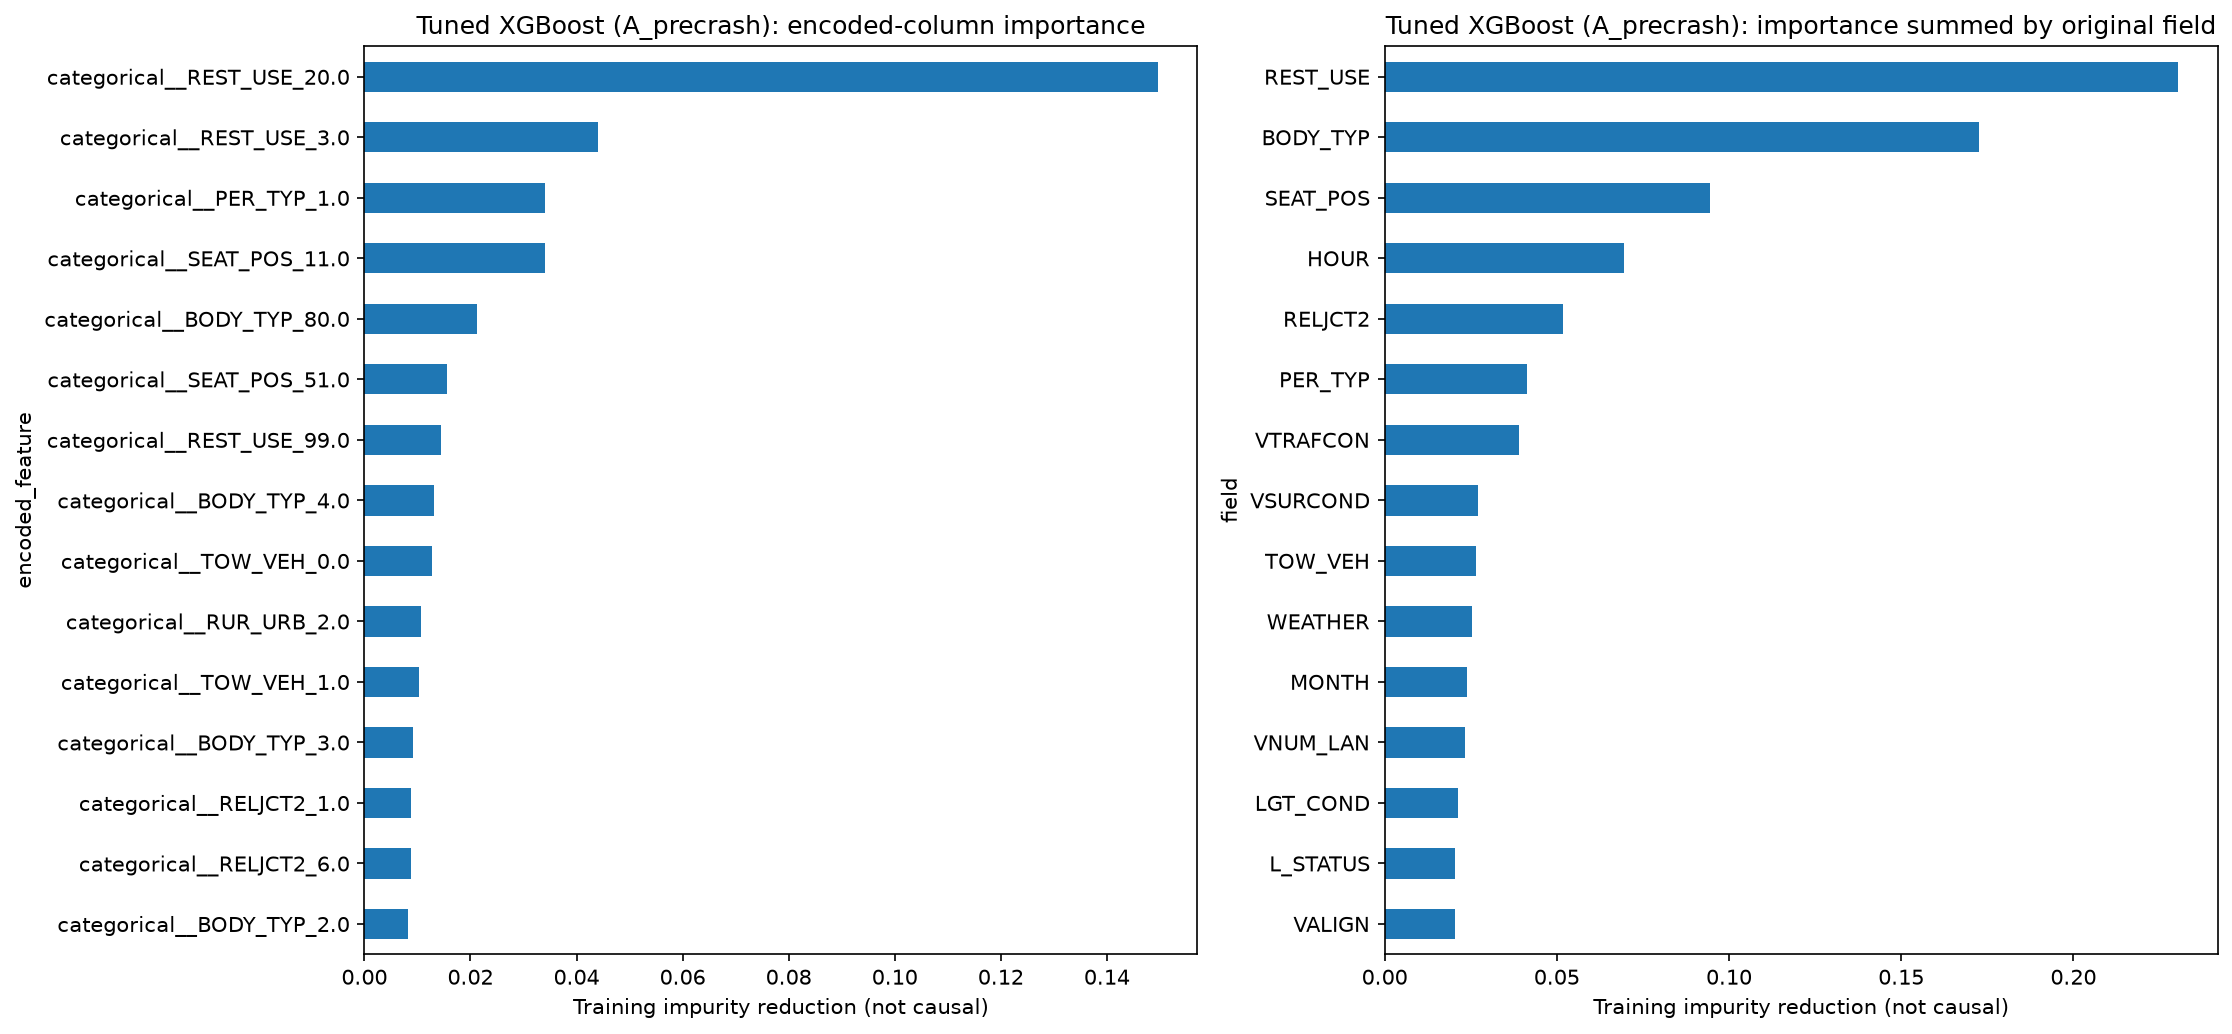 Tuned XGBoost (A_precrash): encoded-column importance
encoded_feature
categorical__REST_USE_20.0
categorical__REST_USE_3.0
categorical__PER_TYP_1.0
categorical__SEAT_POS_11.0
categorical__BODY_TYP_80.0
categorical__SEAT_POS_51.0
categorical__REST_USE_99.0
categorical__BODY_TYP_4.0
categorical__TOW_VEH_0.0
categorical__RUR_URB_2.0
categorical__TOW_VEH_1.0
categorical__BODY_TYP_3.0
categorical__RELJCT2_1.0
categorical__RELJCT2_6.0
categorical__BODY_TYP_2.0
0.00 0.02 0.04 0.06 0.08 0.10 0.12 0.14
Training impurity reduction (not causal)
Tuned XGBoost (A_precrash): importance summed by original field
field
REST_USE
BODY_TYP
SEAT_POS
HOUR
RELJCT2
PER_TYP
VTRAFCON
VSURCOND
TOW_VEH
WEATHER
MONTH
VNUM_LAN
LGT_COND
L_STATUS
VALIGN
0.00 0.05 0.10 0.15 0.20
Training impurity reduction (not causal)